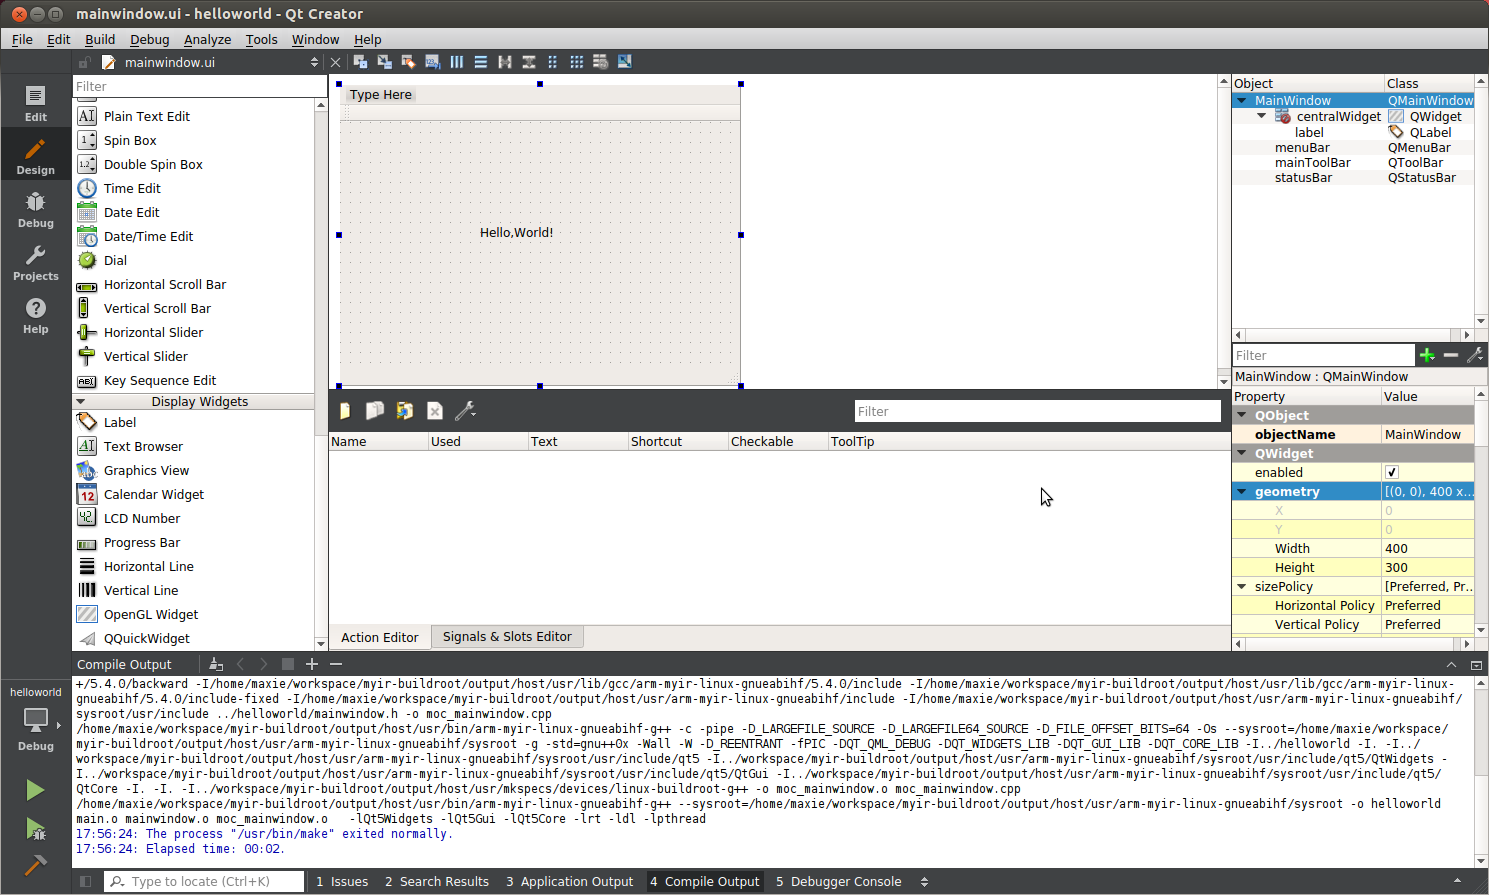 mainwindow.ui - helloworld - Qt Creator
File Edit Build Debug Analyze Tools Window Help
mainwindow.ui
Edit
Design
Debug
Projects
Help
Filter
Plain Text Edit
Spin Box
Double Spin Box
Time Edit
Date Edit
Date/Time Edit
Dial
Horizontal Scroll Bar
Vertical Scroll Bar
Horizontal Slider
Vertical Slider
Key Sequence Edit
Display Widgets
Label
Text Browser
Graphics View
Calendar Widget
LCD Number
Progress Bar
Horizontal Line
Vertical Line
OpenGL Widget
QQuickWidget
Type Here
Hello,World!
Filter
Name Used Text Shortcut Checkable ToolTip
Action Editor Signals & Slots Editor
Object Class
MainWindow QMainWindow
centralWidget QWidget
label QLabel
menuBar QMenuBar
mainToolBar QToolBar
statusBar QStatusBar
Filter
MainWindow : QMainWindow
Property Value
QObject
objectName MainWindow
QWidget
enabled
geometry [(0, 0), 400 x...
X 0
Y 0
Width 400
Height 300
sizePolicy [Preferred, Pr...
Horizontal Policy Preferred
Vertical Policy Preferred
Compile Output
+/5.4.0/backward -I/home/maxie/workspace/myir-buildroot/output/host/usr/lib/gcc/arm-myir-linux-gnueabihf/5.4.0/include -I/home/maxie/workspace/myir-buildroot/output/host/usr/lib/gcc/arm-myir-linux-
gnueabihf/5.4.0/include-fixed -I/home/maxie/workspace/myir-buildroot/output/host/usr/arm-myir-linux-gnueabihf/include -I/home/maxie/workspace/myir-buildroot/output/host/usr/arm-myir-linux-gnueabihf/
sysroot/usr/include ../helloworld/mainwindow.h -o moc_mainwindow.cpp
/home/maxie/workspace/myir-buildroot/output/host/usr/bin/arm-myir-linux-gnueabihf-g++ -c -pipe -D_LARGEFILE_SOURCE -D_LARGEFILE64_SOURCE -D_FILE_OFFSET_BITS=64 -Os --sysroot=/home/maxie/workspace/
myir-buildroot/output/host/usr/arm-myir-linux-gnueabihf/sysroot -g -std=gnu++0x -Wall -W -D_REENTRANT -fPIC -DQT_QML_DEBUG -DQT_WIDGETS_LIB -DQT_GUI_LIB -DQT_CORE_LIB -I../helloworld -I. -I../
workspace/myir-buildroot/output/host/usr/arm-myir-linux-gnueabihf/sysroot/usr/include/qt5 -I../workspace/myir-buildroot/output/host/usr/arm-myir-linux-gnueabihf/sysroot/usr/include/qt5/QtWidgets -
I../workspace/myir-buildroot/output/host/usr/arm-myir-linux-gnueabihf/sysroot/usr/include/qt5/QtGui -I../workspace/myir-buildroot/output/host/usr/arm-myir-linux-gnueabihf/sysroot/usr/include/qt5/
QtCore -I. -I. -I../workspace/myir-buildroot/output/host/usr/mkspecs/devices/linux-buildroot-g++ -o moc_mainwindow.o moc_mainwindow.cpp
/home/maxie/workspace/myir-buildroot/output/host/usr/bin/arm-myir-linux-gnueabihf-g++ --sysroot=/home/maxie/workspace/myir-buildroot/output/host/usr/arm-myir-linux-gnueabihf/sysroot -o helloworld
main.o mainwindow.o moc_mainwindow.o -lQt5Widgets -lQt5Gui -lQt5Core -lrt -ldl -lpthread
17:56:24: The process "/usr/bin/make" exited normally.
17:56:24: Elapsed time: 00:02.
helloworld
Debug
Type to locate (Ctrl+K) 1 Issues 2 Search Results 3 Application Output 4 Compile Output 5 Debugger Console